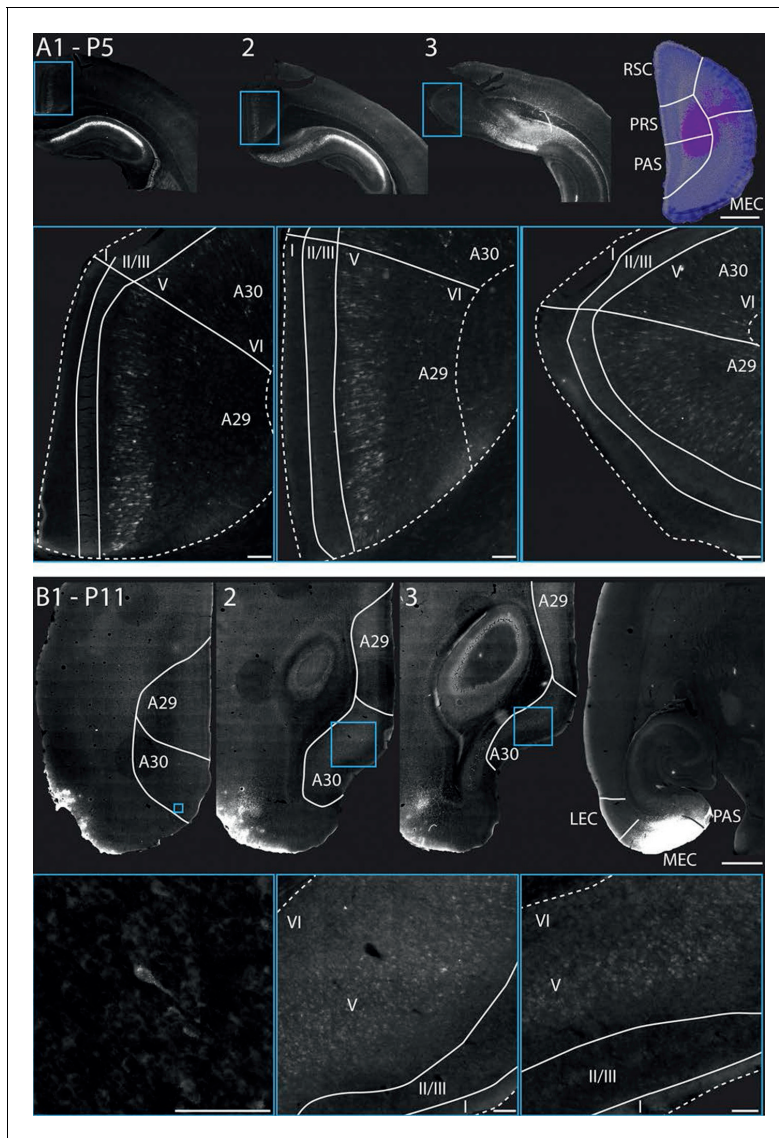 A1 - P5
2
3
RSC
PRS
PAS
MEC
I
II/III
V
A30
VI
A29
I
II/III
V
A30
VI
A29
I
II/III
V
A30
VI
A29
B1 - P11
2
3
A29
A30
A29
A30
A29
A30
LEC
PAS
MEC
VI
V
II/III
I
VI
V
II/III
I